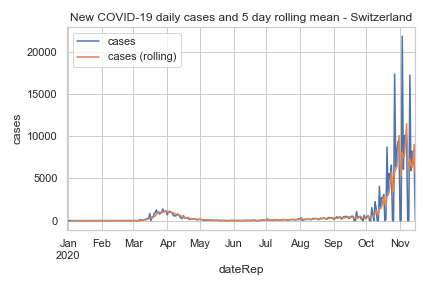 New COVID-19 daily cases and 5 day rolling mean - Switzerland
cases
cases (rolling)
20000
15000
10000
5000
0
cases
Jan Feb Mar Apr May Jun Jul Aug Sep Oct Nov
2020
dateRep